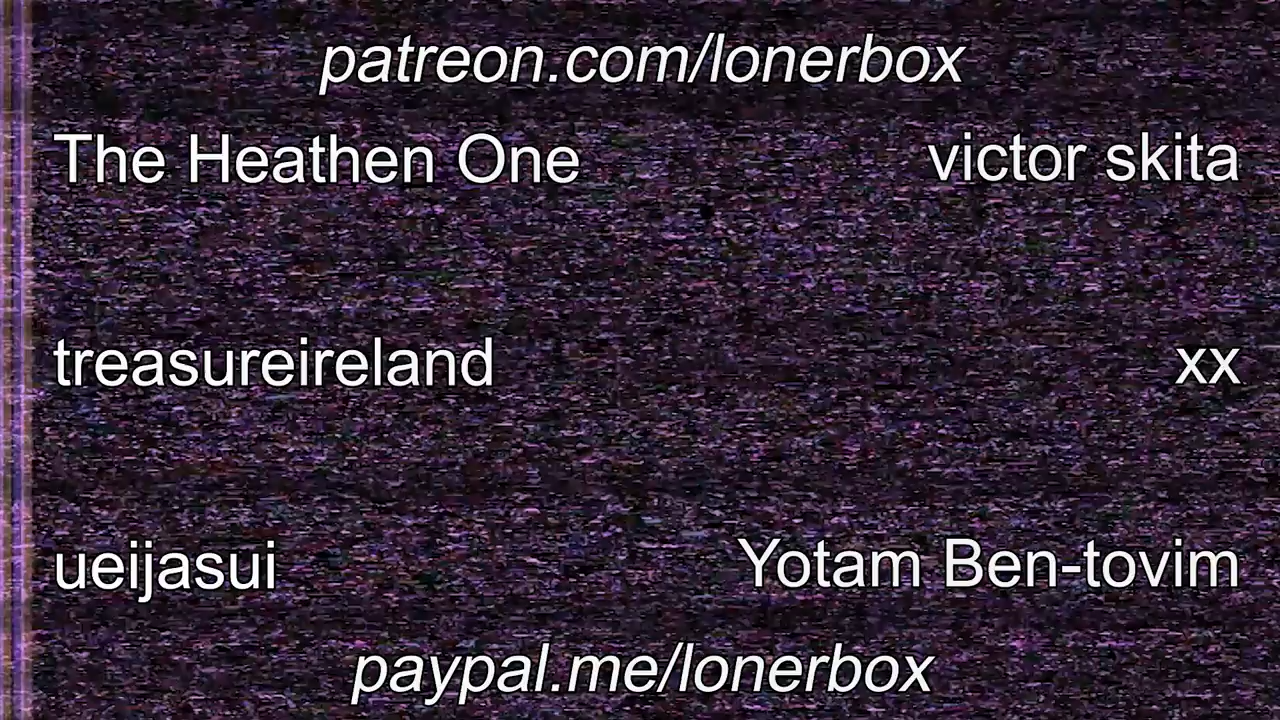 patreon.com/lonerbox
The Heathen One
victor skita
treasureireland
xx
ueijasui
Yotam Ben-tovim
paypal.me/lonerbox